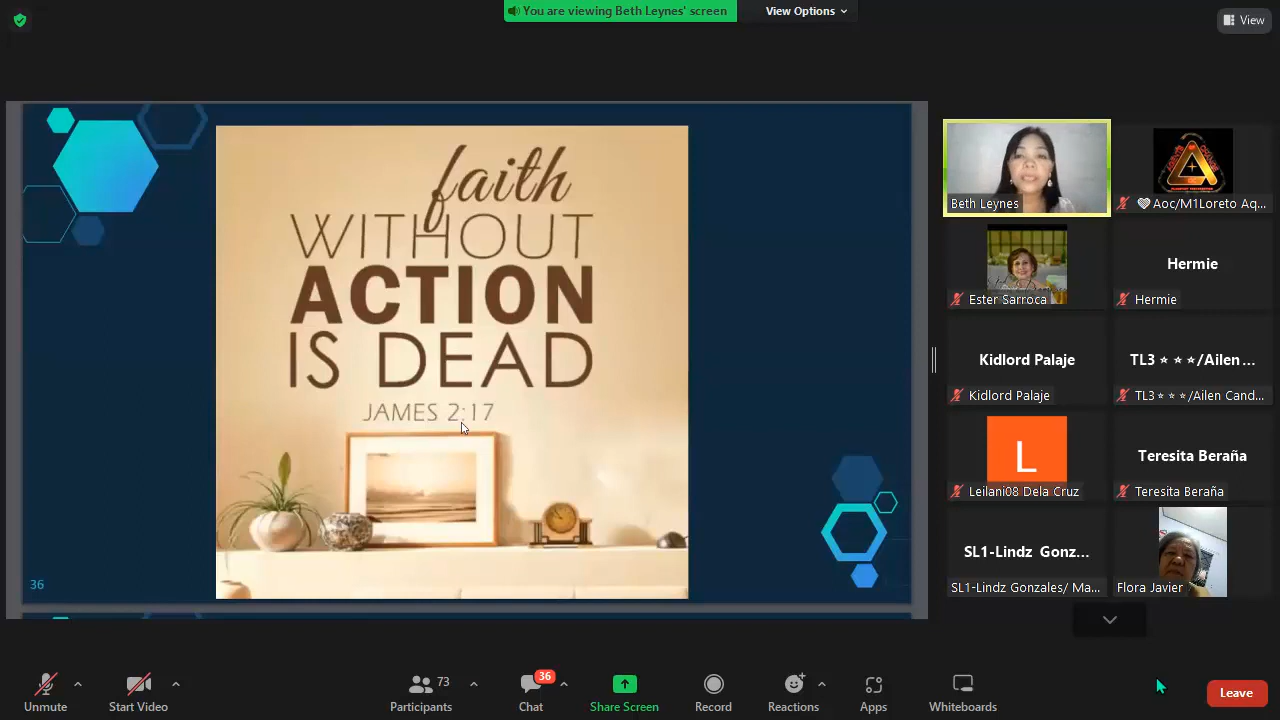 You are viewing Beth Leynes' screen
View Options
View
faith
WITHOUT
ACTION
IS DEAD
JAMES 2:17
36
Beth Leynes
Aoc/M1Loreto Aq...
Ester Sarroca
Hermie
Hermie
Kidlord Palaje
Kidlord Palaje
TL3⭐⭐⭐/Ailen...
TL3⭐⭐⭐/Ailen Cand...
L
Leilani08 Dela Cruz
Teresita Beraña
Teresita Beraña
SL1-Lindz Gonz...
SL1-Lindz Gonzales/ Ma...
Flora Javier
Unmute
Start Video
73
Participants
36
Chat
Share Screen
Record
Reactions
Apps
Whiteboards
Leave